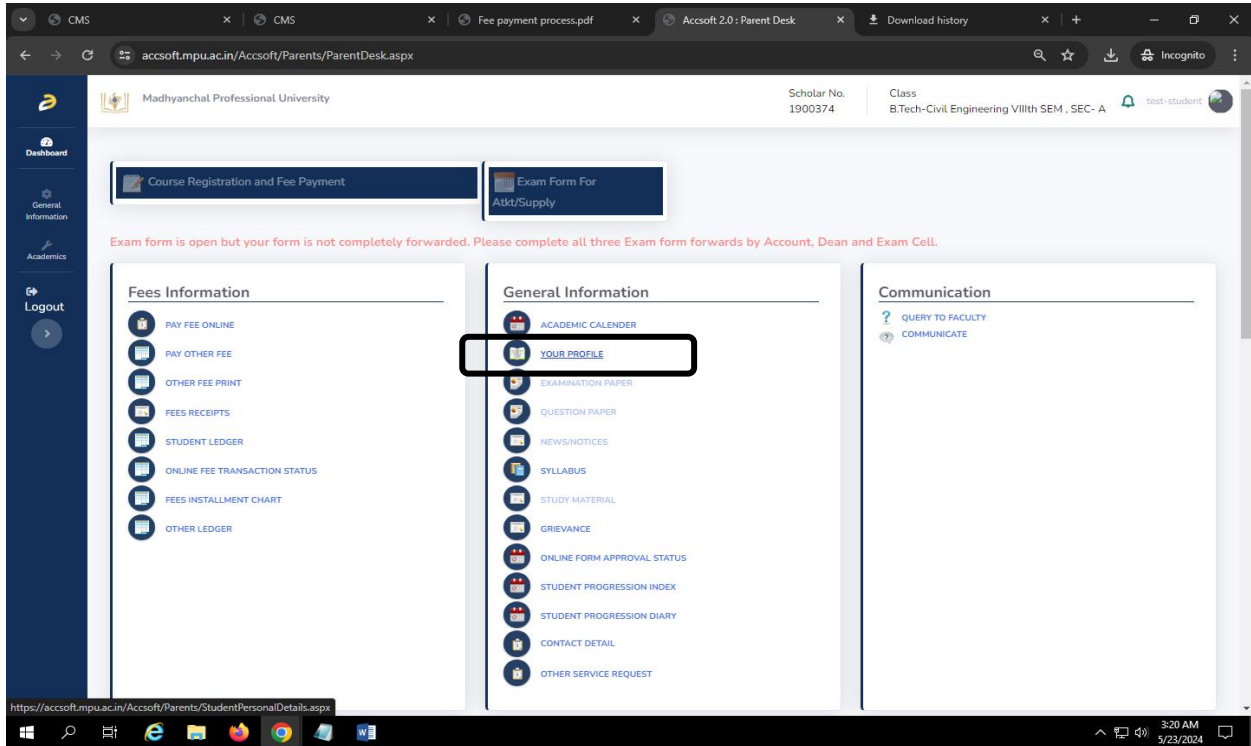 CMS
CMS
Fee payment process.pdf
Accsoft 2.0 : Parent Desk
Download history
accsoft.mpu.ac.in/Accsoft/Parents/ParentDesk.aspx
Incognito
Madhyanchal Professional University
Scholar No.
1900374
Class
B.Tech-Civil Engineering VIIIth SEM , SEC- A
test-student
Dashboard
General
Information
Academics
Logout
Course Registration and Fee Payment
Exam Form For
Atkt/Supply
Exam form is open but your form is not completely forwarded. Please complete all three Exam form forwards by Account, Dean and Exam Cell.
Fees Information
PAY FEE ONLINE
PAY OTHER FEE
OTHER FEE PRINT
FEES RECEIPTS
STUDENT LEDGER
ONLINE FEE TRANSACTION STATUS
FEES INSTALLMENT CHART
OTHER LEDGER
General Information
ACADEMIC CALENDER
YOUR PROFILE
EXAMINATION PAPER
QUESTION PAPER
NEWS/NOTICES
SYLLABUS
STUDY MATERIAL
GRIEVANCE
ONLINE FORM APPROVAL STATUS
STUDENT PROGRESSION INDEX
STUDENT PROGRESSION DIARY
CONTACT DETAIL
OTHER SERVICE REQUEST
Communication
QUERY TO FACULTY
COMMUNICATE
https://accsoft.mpu.ac.in/Accsoft/Parents/StudentPersonalDetails.aspx
3:20 AM
5/23/2024